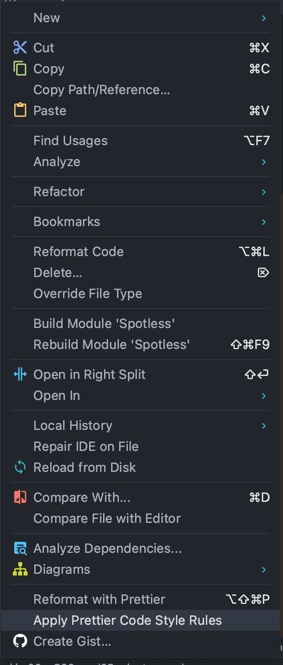 New
Cut ⌘X
Copy ⌘C
Copy Path/Reference...
Paste ⌘V
Find Usages ⌥F7
Analyze
Refactor
Bookmarks
Reformat Code ⌥⌘L
Delete... ⌦
Override File Type
Build Module 'Spotless'
Rebuild Module 'Spotless' ⇧⌘F9
Open in Right Split ⇧⏎
Open In
Local History
Repair IDE on File
Reload from Disk
Compare With... ⌘D
Compare File with Editor
Analyze Dependencies...
Diagrams
Reformat with Prettier ⌥⇧⌘P
Apply Prettier Code Style Rules
Create Gist...